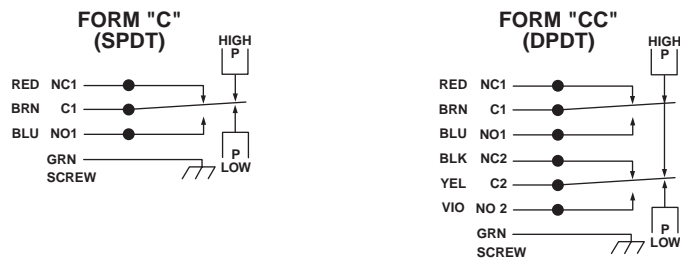 FORM "C"
(SPDT)
HIGH
P
RED NC1
BRN C1
BLU NO1
P
LOW
GRN
SCREW
FORM "CC"
(DPDT)
HIGH
P
RED NC1
BRN C1
BLU NO1
BLK NC2
YEL C2
VIO NO 2
P
LOW
GRN
SCREW